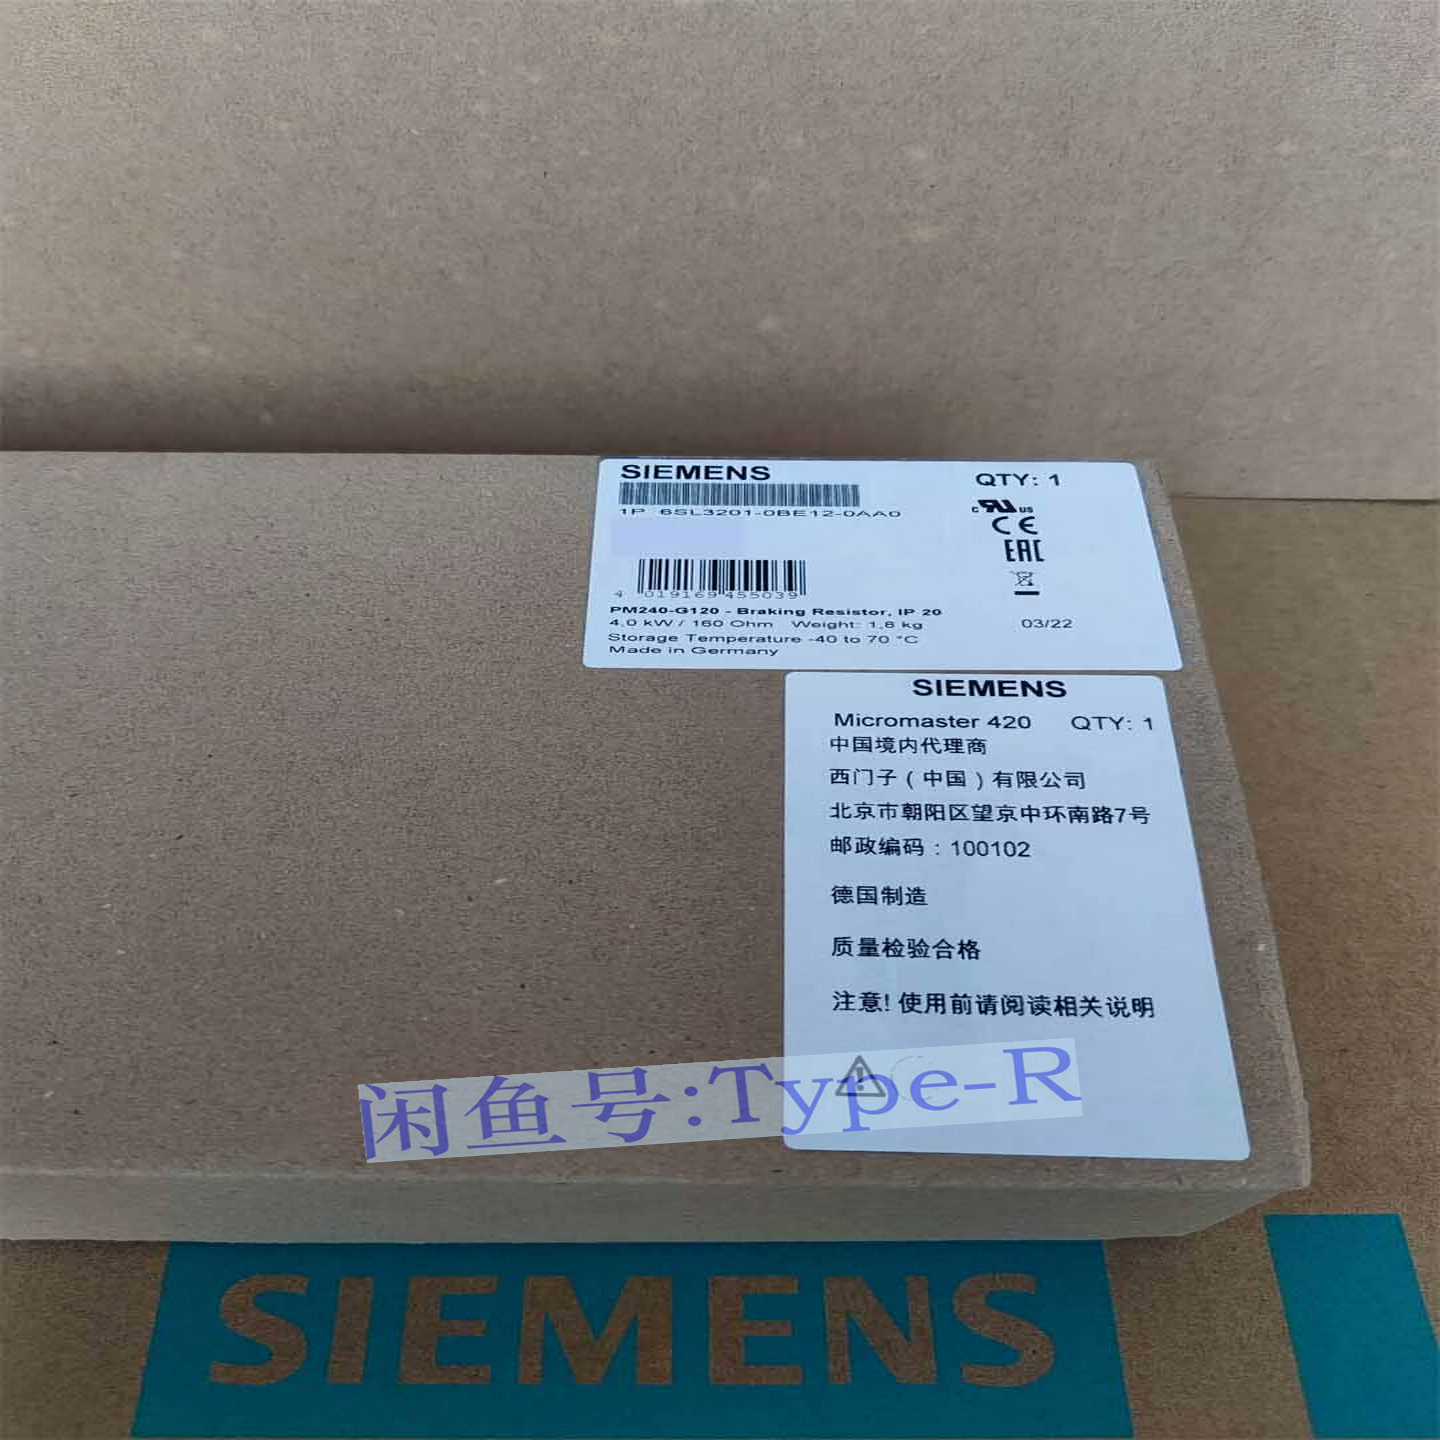 SIEMENS
QTY: 1
1P 6SL3201-0BE12-0AA0
c UR US
CE
EAC
4 019169 455039
PM240-G120 - Braking Resistor, IP 20
4,0 kW / 160 Ohm Weight: 1,8 kg
03/22
Storage Temperature -40 to 70 °C
Made in Germany
SIEMENS
Micromaster 420 QTY: 1
中国境内代理商
西门子（中国）有限公司
北京市朝阳区望京中环南路7号
邮政编码：100102
德国制造
质量检验合格
注意! 使用前请阅读相关说明
闲鱼号:Type-R
SIEMENS